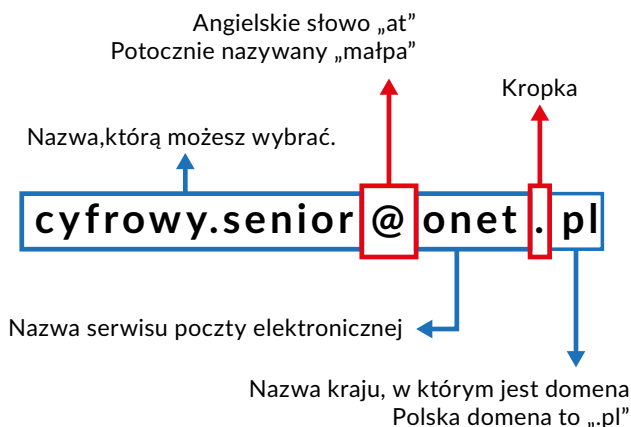 Angielskie słowo „at”
Potocznie nazywany „małpa”
Kropka
Nazwa,którą możesz wybrać.
cyfrowy.senior @ onet . pl
Nazwa serwisu poczty elektronicznej
Nazwa kraju, w którym jest domena
Polska domena to „.pl”